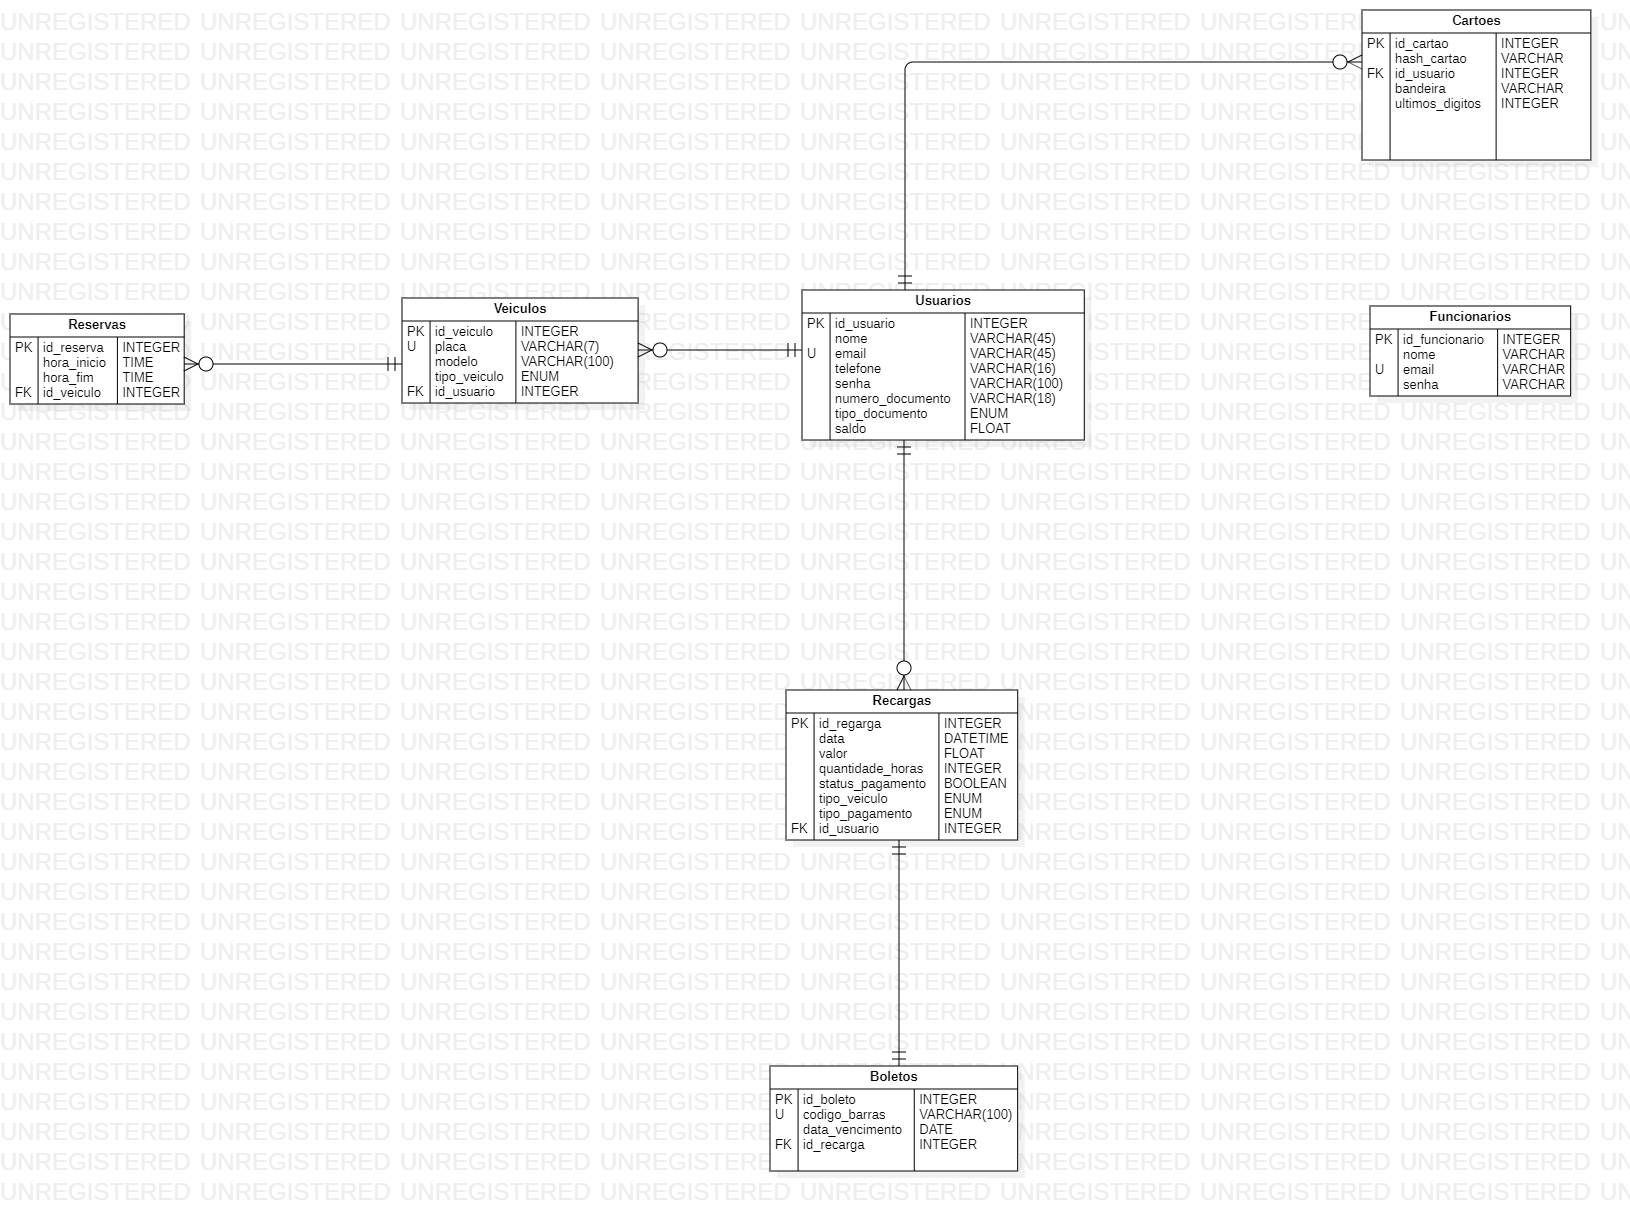 Cartoes
PK id_cartao INTEGER
hash_cartao VARCHAR
FK id_usuario INTEGER
bandeira VARCHAR
ultimos_digitos INTEGER
Reservas
PK id_reserva INTEGER
hora_inicio TIME
hora_fim TIME
FK id_veiculo INTEGER
Veiculos
PK id_veiculo INTEGER
U placa VARCHAR(7)
modelo VARCHAR(100)
tipo_veiculo ENUM
FK id_usuario INTEGER
Usuarios
PK id_usuario INTEGER
nome VARCHAR(45)
U email VARCHAR(45)
telefone VARCHAR(16)
senha VARCHAR(100)
numero_documento VARCHAR(18)
tipo_documento ENUM
saldo FLOAT
Funcionarios
PK id_funcionario INTEGER
nome VARCHAR
U email VARCHAR
senha VARCHAR
Recargas
PK id_regarga INTEGER
data DATETIME
valor FLOAT
quantidade_horas INTEGER
status_pagamento BOOLEAN
tipo_veiculo ENUM
tipo_pagamento ENUM
FK id_usuario INTEGER
Boletos
PK id_boleto INTEGER
U codigo_barras VARCHAR(100)
data_vencimento DATE
FK id_recarga INTEGER
UNREGISTERED